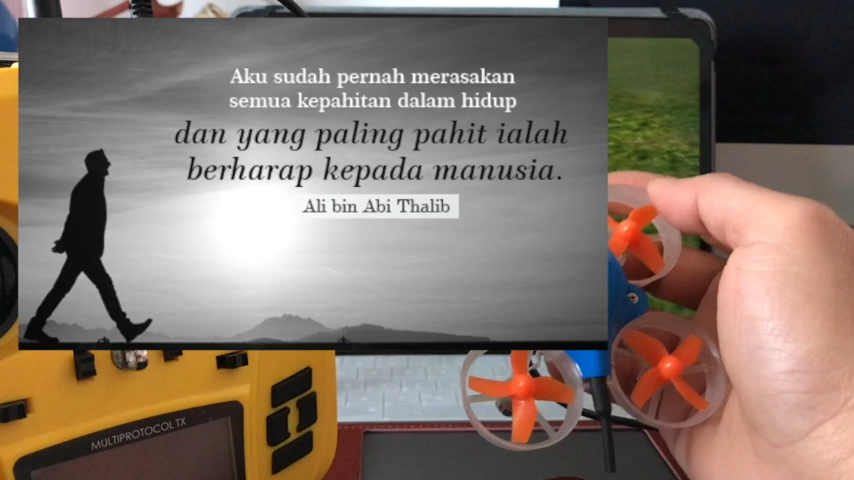 Aku sudah pernah merasakan
semua kepahitan dalam hidup
dan yang paling pahit ialah
berharap kepada manusia.
Ali bin Abi Thalib
MULTIPROTOCOL TX